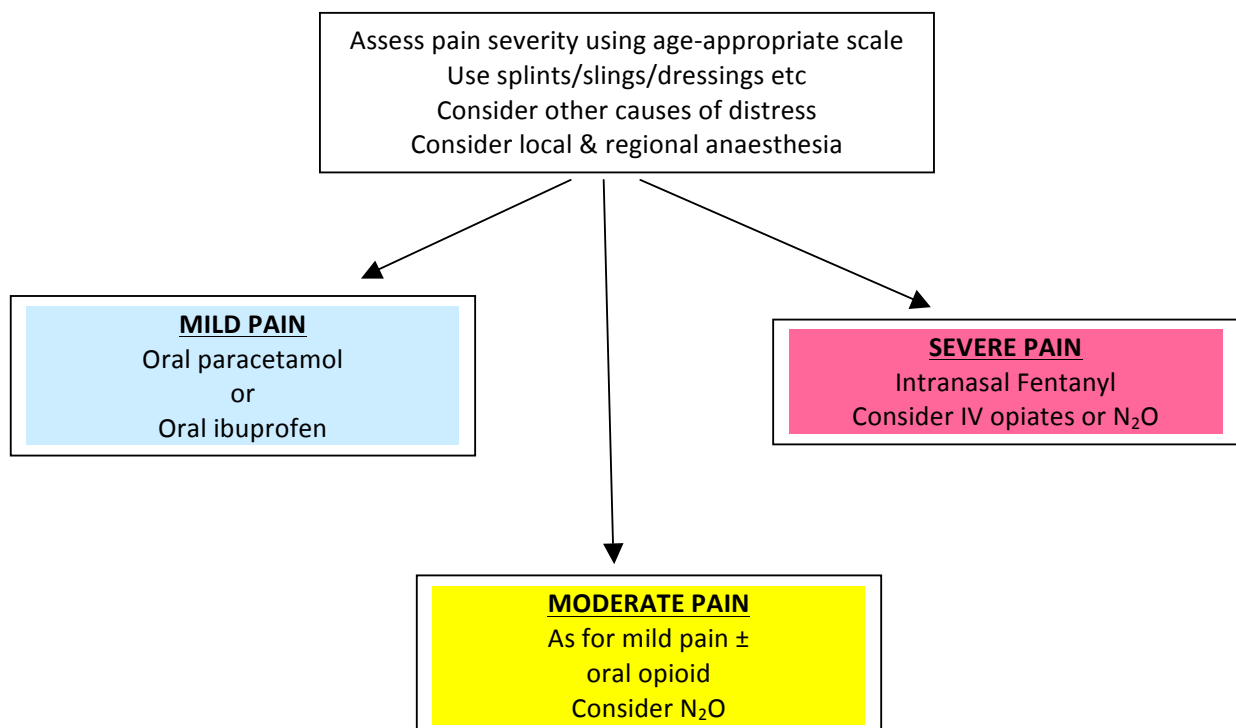 Assess pain severity using age-appropriate scale
Use splints/slings/dressings etc
Consider other causes of distress
Consider local & regional anaesthesia
MILD PAIN
Oral paracetamol
or
Oral ibuprofen
SEVERE PAIN
Intranasal Fentanyl
Consider IV opiates or N₂O
MODERATE PAIN
As for mild pain ±
oral opioid
Consider N₂O